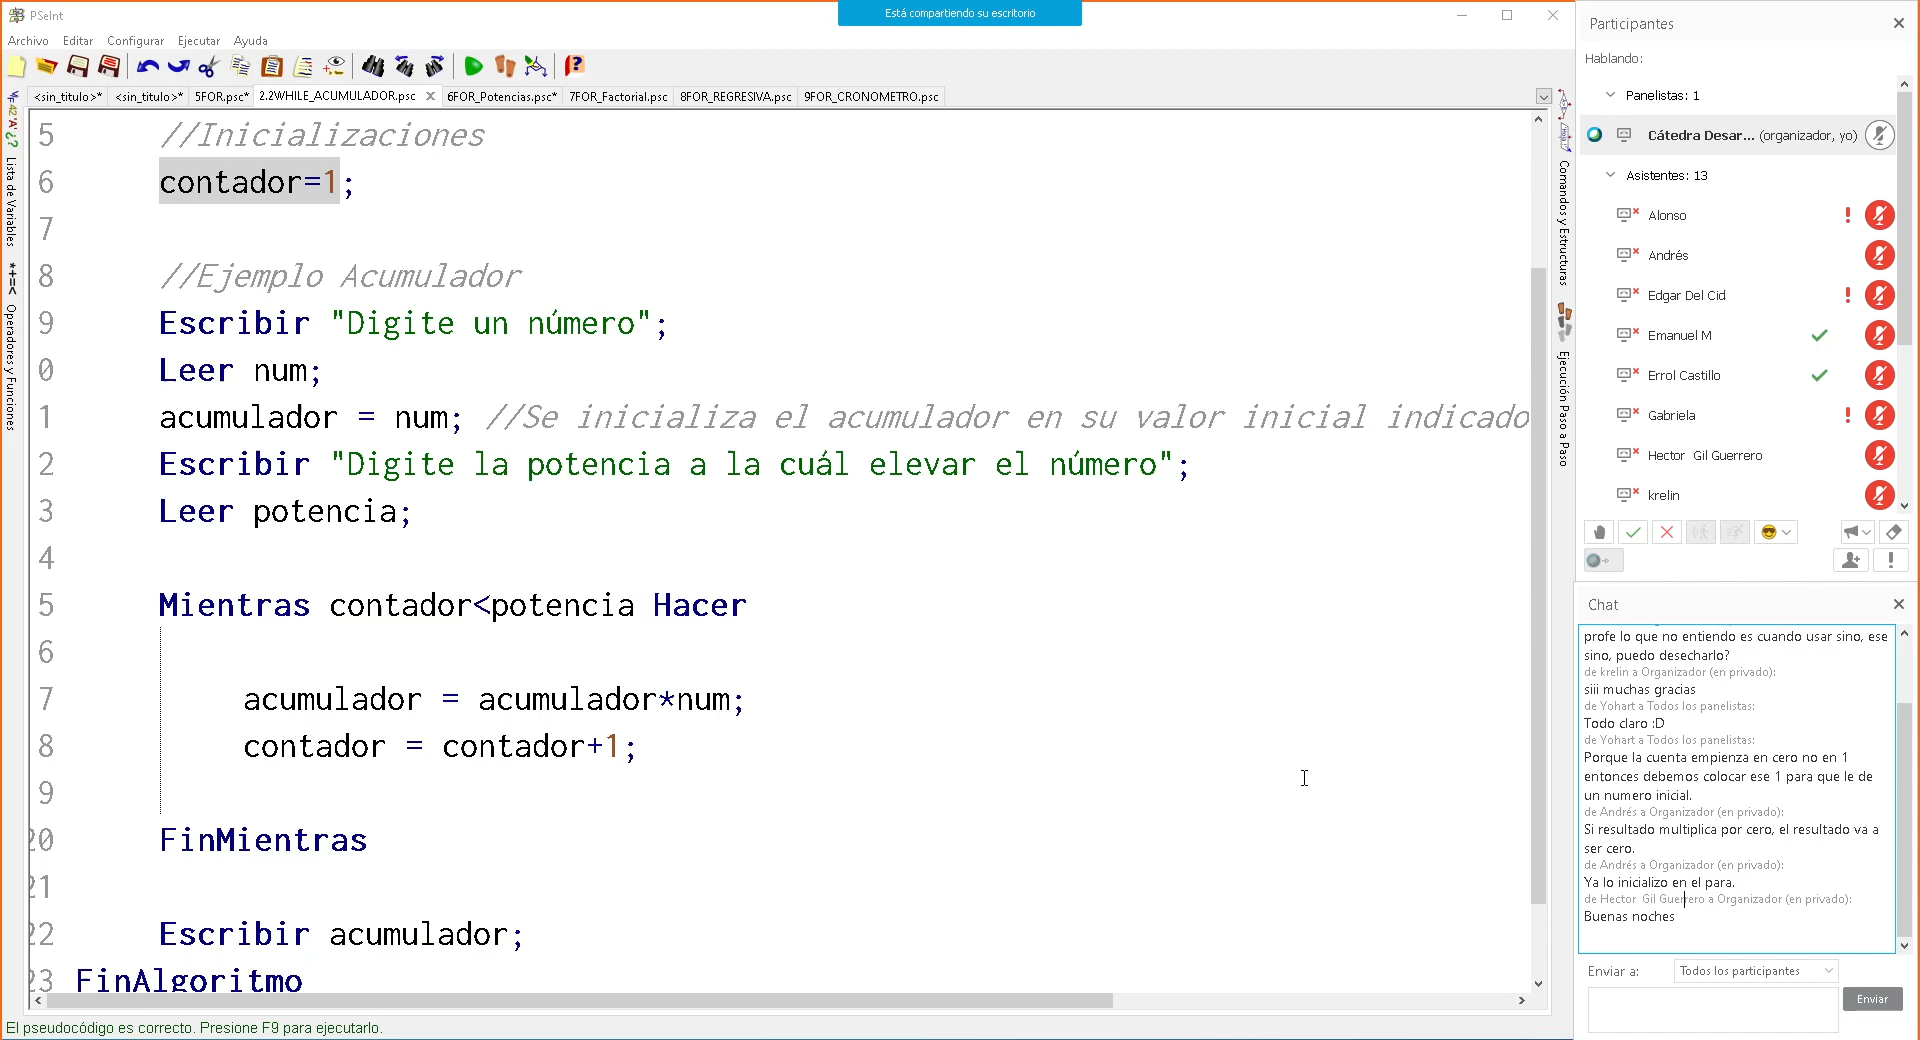 PSeInt
Está compartiendo su escritorio
Archivo Editar Configurar Ejecutar Ayuda
<sin_titulo>* <sin_titulo>* 5FOR.psc* 2.2WHILE_ACUMULADOR.psc 6FOR_Potencias.psc* 7FOR_Factorial.psc 8FOR_REGRESIVA.psc 9FOR_CRONOMETRO.psc
Lista de Variables
*+=< Operadores y Funciones
5 //Inicializaciones
6 contador=1;
7
8 //Ejemplo Acumulador
9 Escribir "Digite un número";
0 Leer num;
1 acumulador = num; //Se inicializa el acumulador en su valor inicial indicado
2 Escribir "Digite la potencia a la cuál elevar el número";
3 Leer potencia;
4
5 Mientras contador<potencia Hacer
6
7 acumulador = acumulador*num;
8 contador = contador+1;
9
20 FinMientras
21
22 Escribir acumulador;
23 FinAlgoritmo
El pseudocódigo es correcto. Presione F9 para ejecutarlo.
Comandos y Estructuras
Ejecución Paso a Paso
Participantes
Hablando:
Panelistas: 1
Cátedra Desar... (organizador, yo)
Asistentes: 13
Alonso
Andrés
Edgar Del Cid
Emanuel M
Errol Castillo
Gabriela
Hector Gil Guerrero
krelin
Chat
profe lo que no entiendo es cuando usar sino, ese
sino, puedo desecharlo?
de krelin a Organizador (en privado):
siii muchas gracias
de Yohart a Todos los panelistas:
Todo claro :D
de Yohart a Todos los panelistas:
Porque la cuenta empienza en cero no en 1
entonces debemos colocar ese 1 para que le de
un numero inicial.
de Andrés a Organizador (en privado):
Si resultado multiplica por cero, el resultado va a
ser cero.
de Andrés a Organizador (en privado):
Ya lo inicializo en el para.
de Hector Gil Guerrero a Organizador (en privado):
Buenas noches
Enviar a: Todos los participantes
Enviar